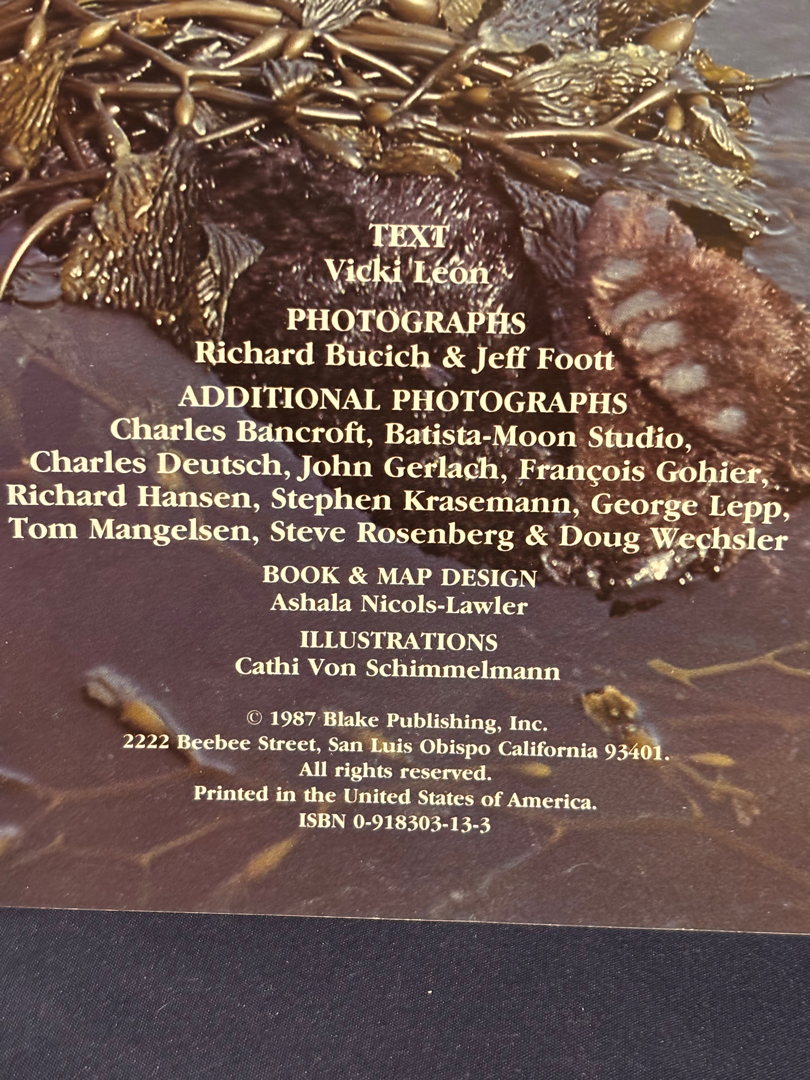 TEXT
Vicki León
PHOTOGRAPHS
Richard Bucich & Jeff Foott
ADDITIONAL PHOTOGRAPHS
Charles Bancroft, Batista-Moon Studio,
Charles Deutsch, John Gerlach, François Gohier,
Richard Hansen, Stephen Krasemann, George Lepp,
Tom Mangelsen, Steve Rosenberg & Doug Wechsler
BOOK & MAP DESIGN
Ashala Nicols-Lawler
ILLUSTRATIONS
Cathi Von Schimmelmann
© 1987 Blake Publishing, Inc.
2222 Beebee Street, San Luis Obispo California 93401.
All rights reserved.
Printed in the United States of America.
ISBN 0-918303-13-3